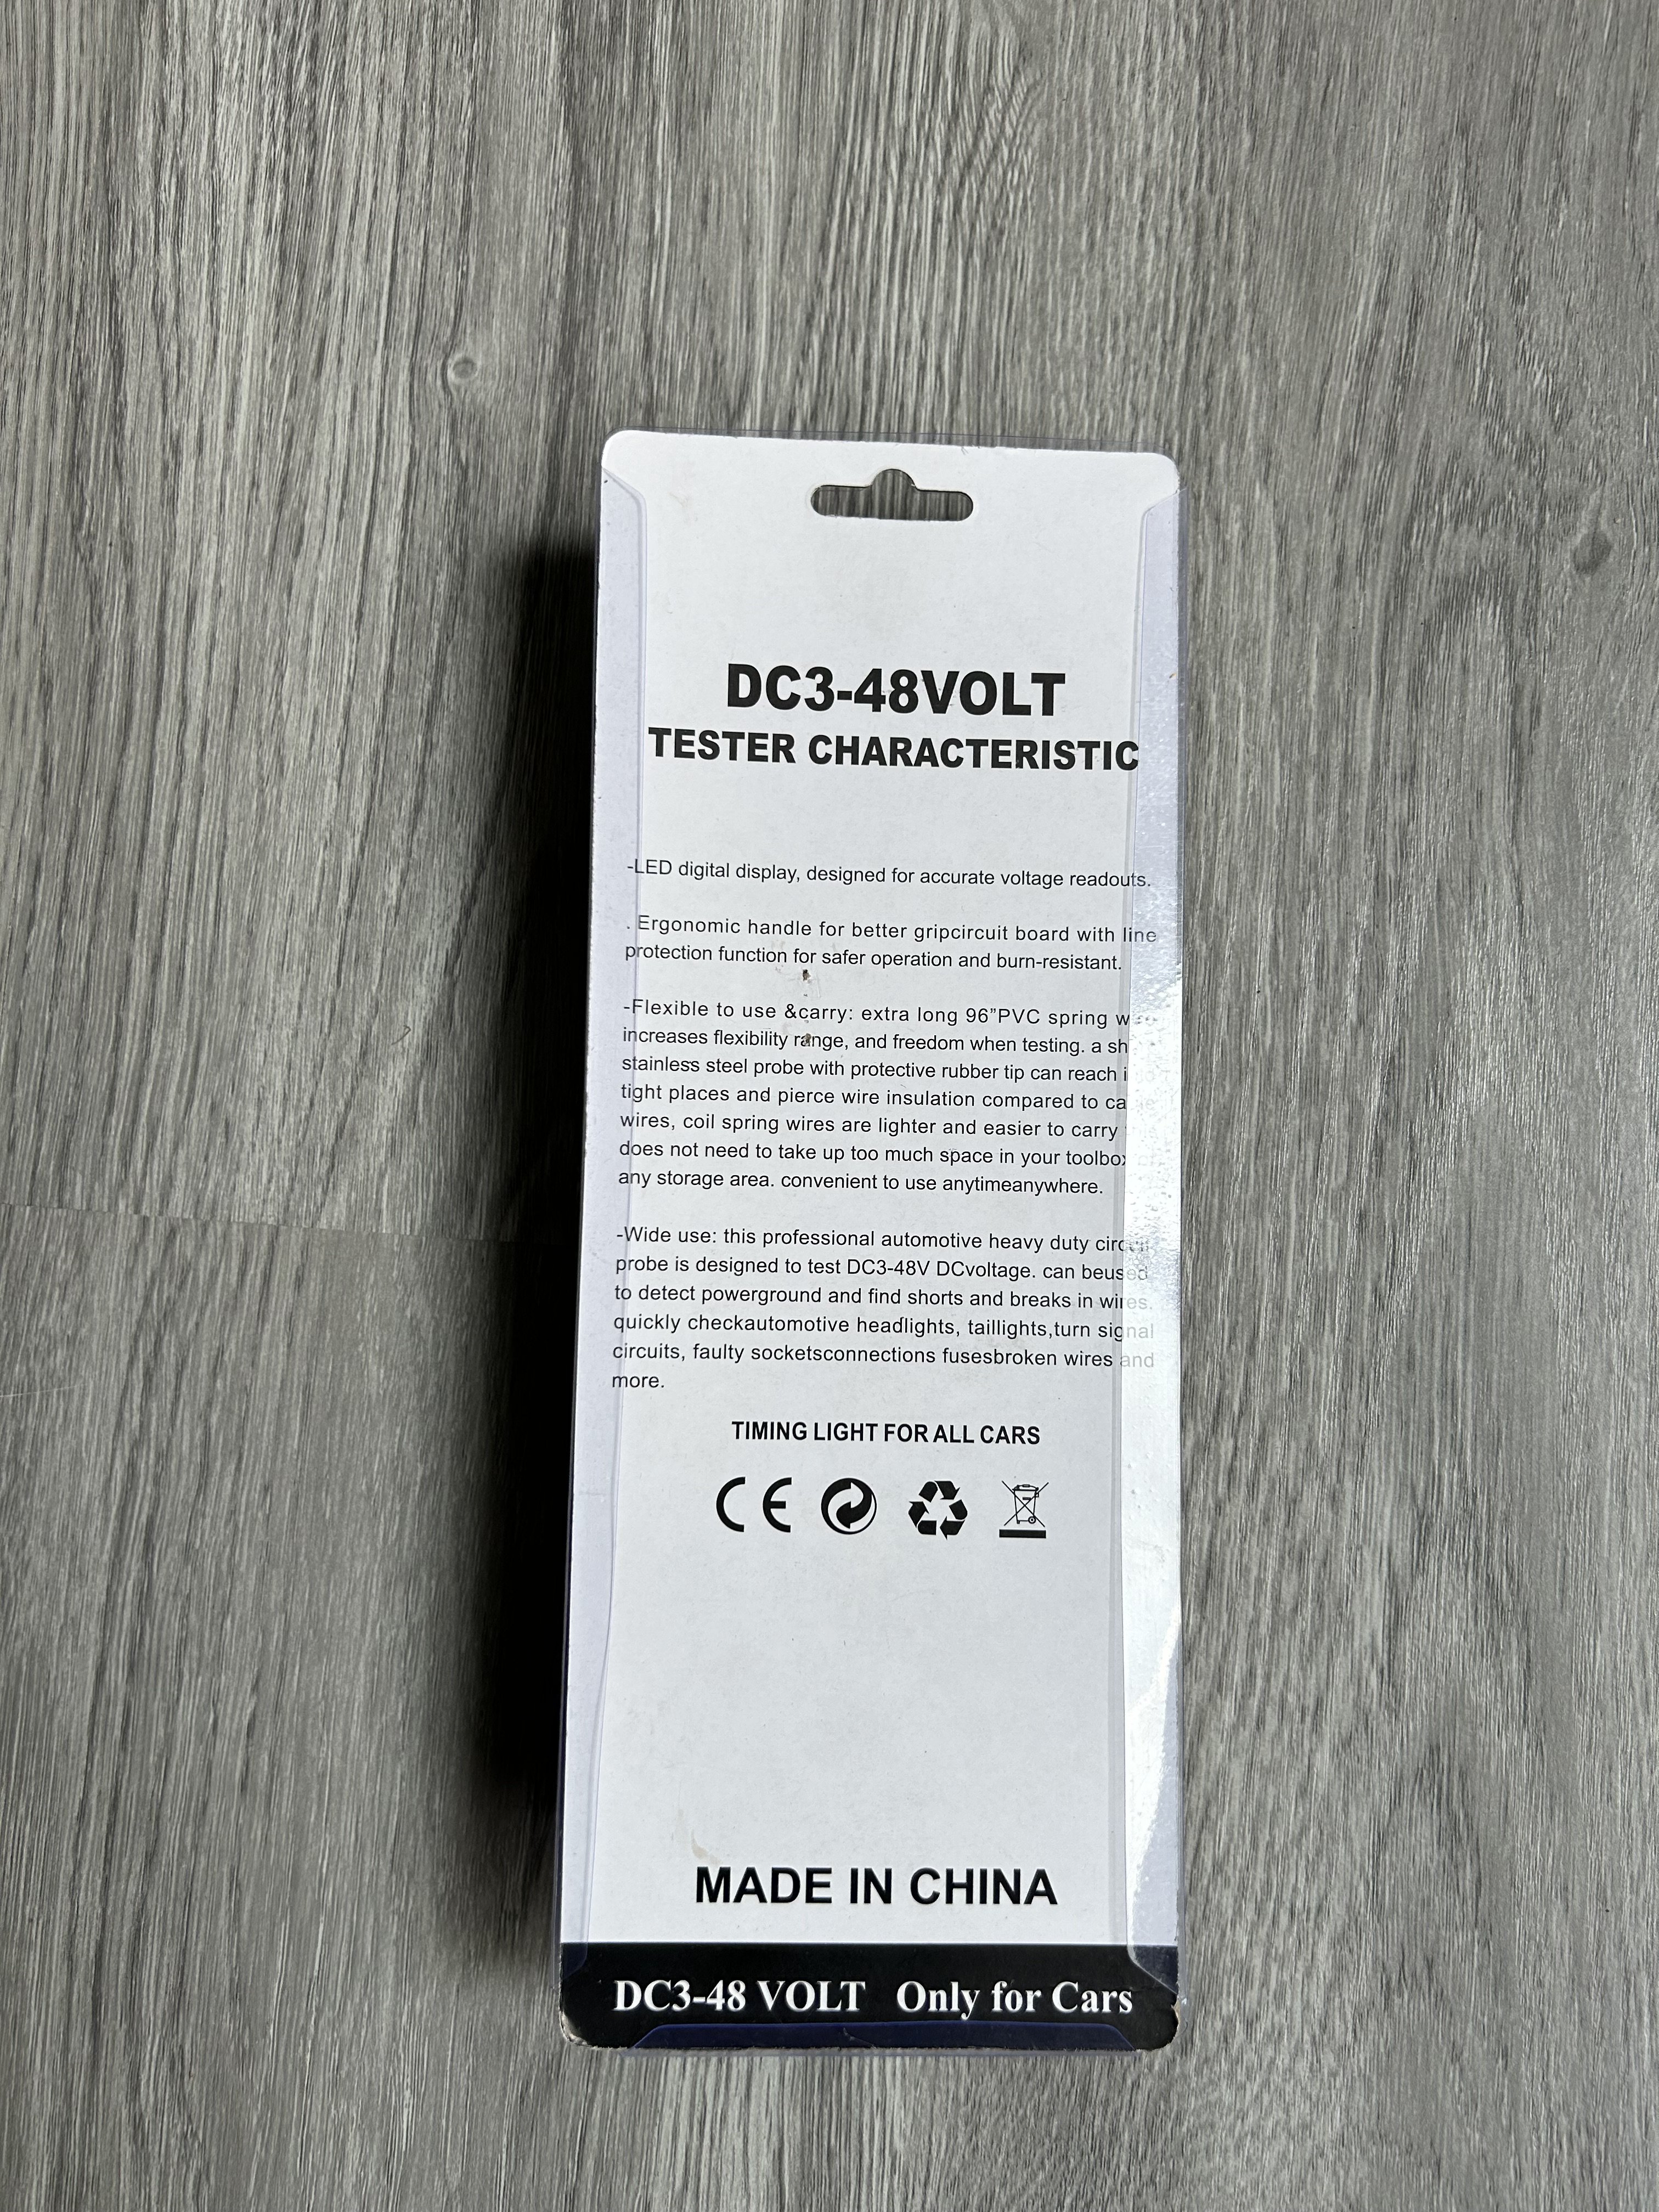 DC3-48VOLT
TESTER CHARACTERISTIC
-LED digital display, designed for accurate voltage readouts.
. Ergonomic handle for better gripcircuit board with line
protection function for safer operation and burn-resistant.
-Flexible to use &carry: extra long 96”PVC spring
increases flexibility range, and freedom when testing. a
stainless steel probe with protective rubber tip can reach
tight places and pierce wire insulation compared to
wires, coil spring wires are lighter and easier to carry
does not need to take up too much space in your toolbox
any storage area. convenient to use anytimeanywhere.
-Wide use: this professional automotive heavy duty circuit
probe is designed to test DC3-48V DCvoltage. can beused
to detect powerground and find shorts and breaks in wires.
quickly checkautomotive headlights, taillights,turn signal
circuits, faulty socketsconnections fusesbroken wires and
more.
TIMING LIGHT FOR ALL CARS
CE
MADE IN CHINA
DC3-48 VOLT Only for Cars